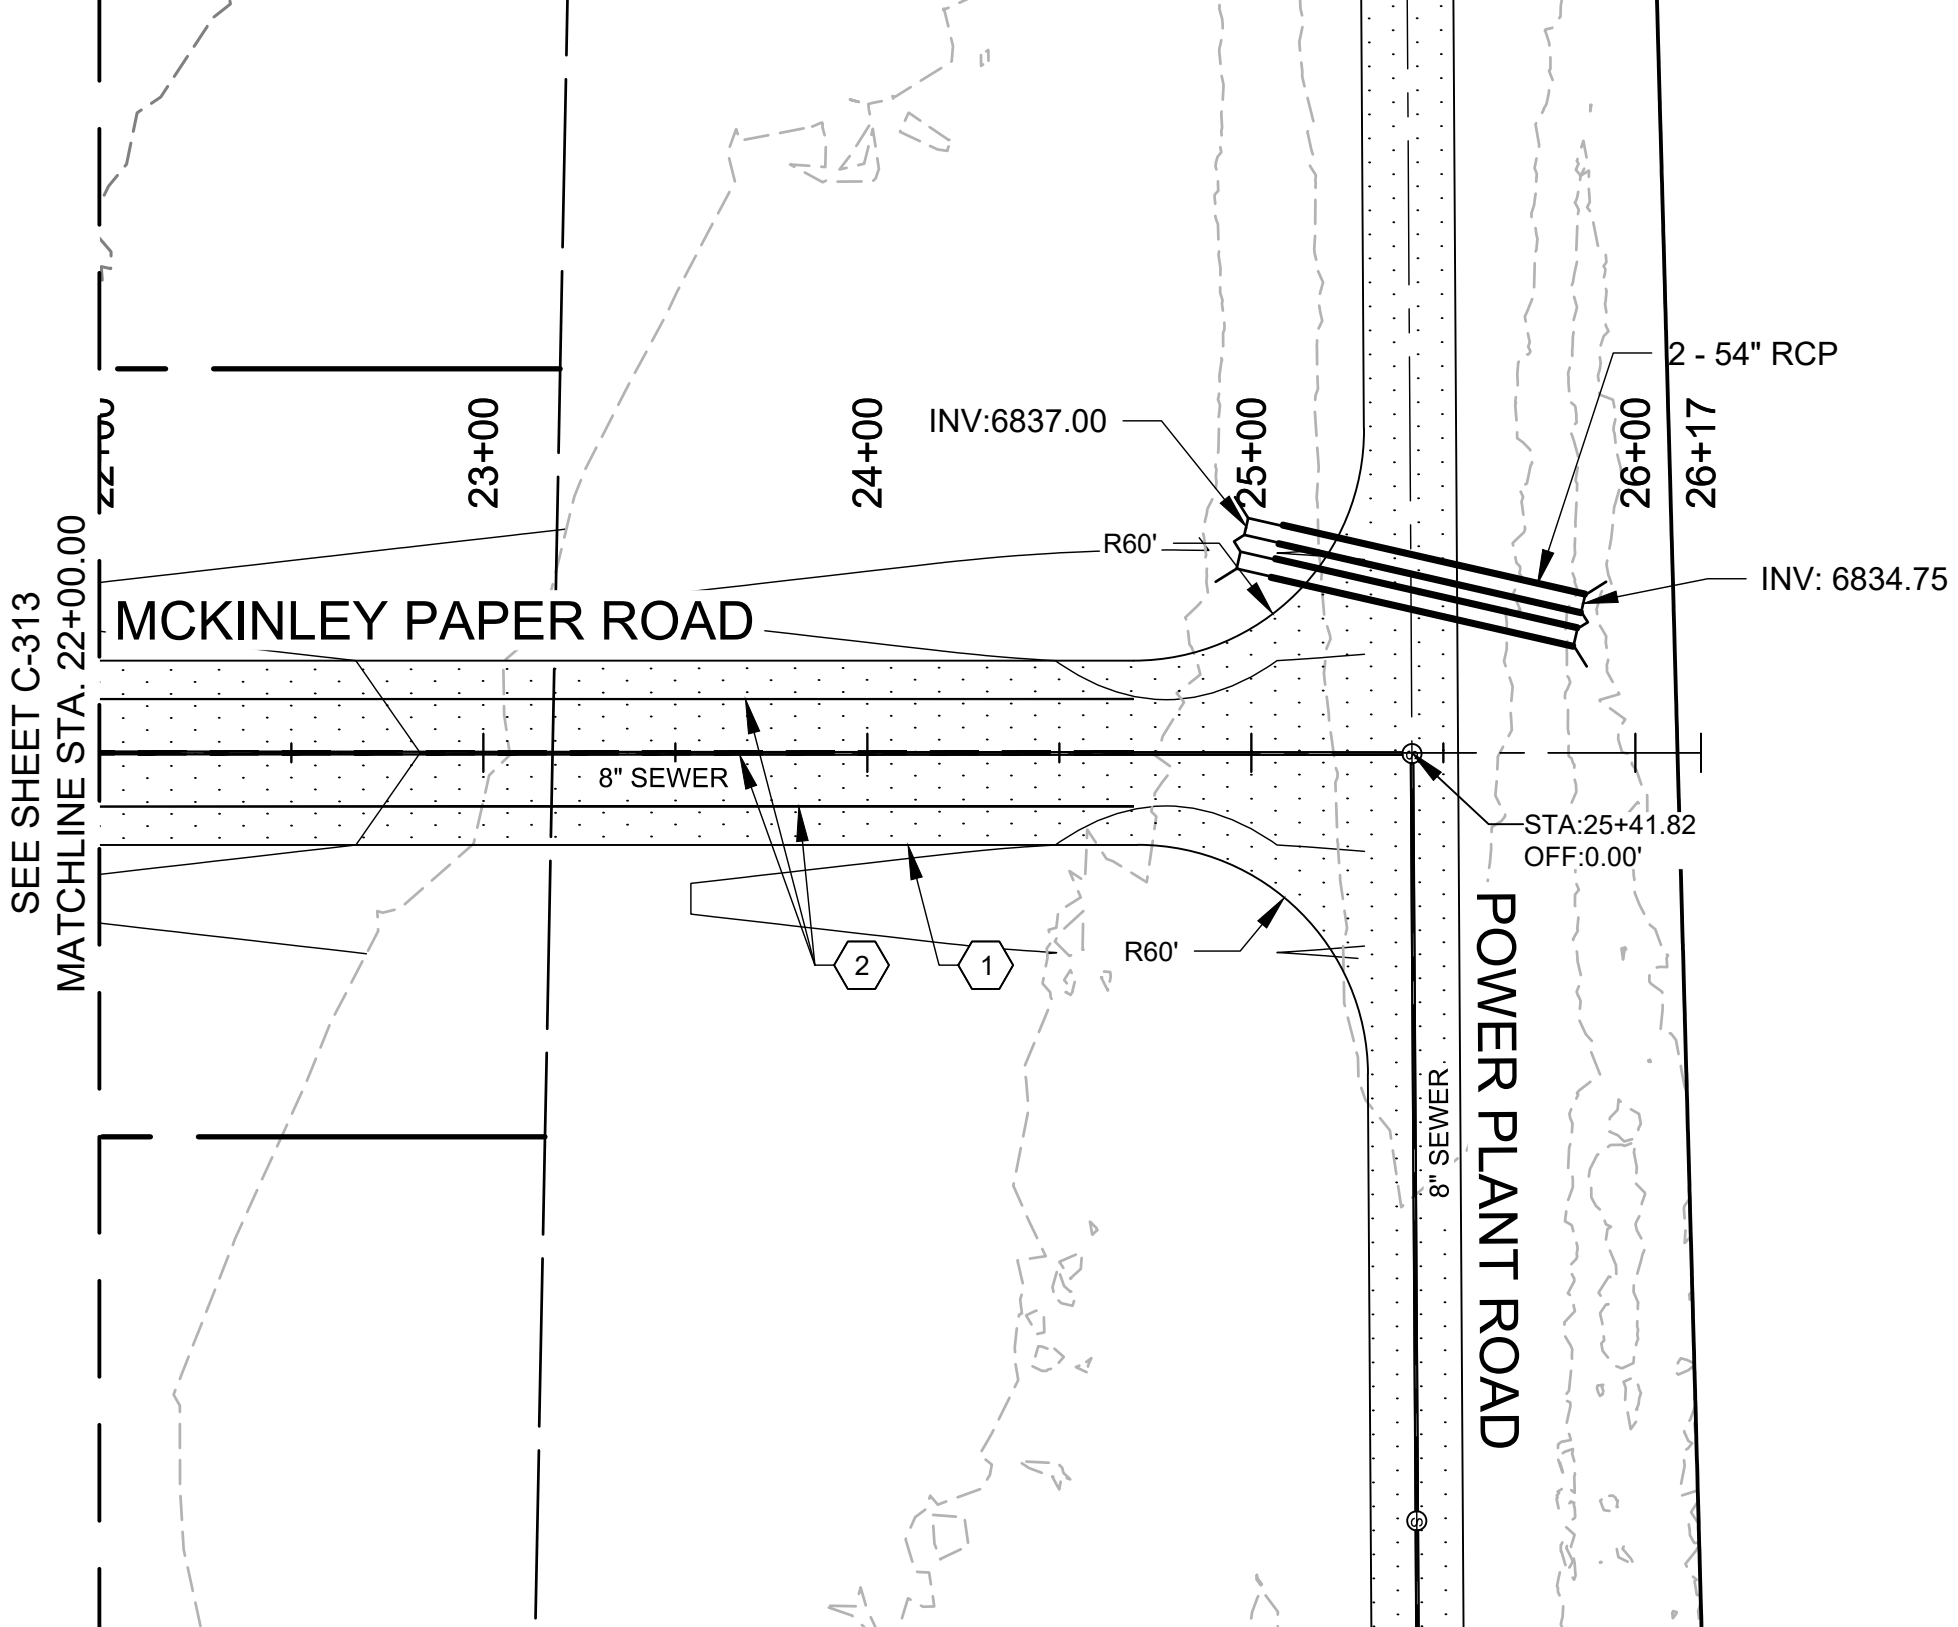 2 - 54" RCP
INV:6837.00
22+00
23+00
24+00
25+00
26+00
26+17
R60'
INV: 6834.75
SEE SHEET C-313
MATCHLINE STA. 22+00.00
MCKINLEY PAPER ROAD
8" SEWER
S
STA:25+41.82
OFF:0.00'
2
1
R60'
POWER PLANT ROAD
8" SEWER
S